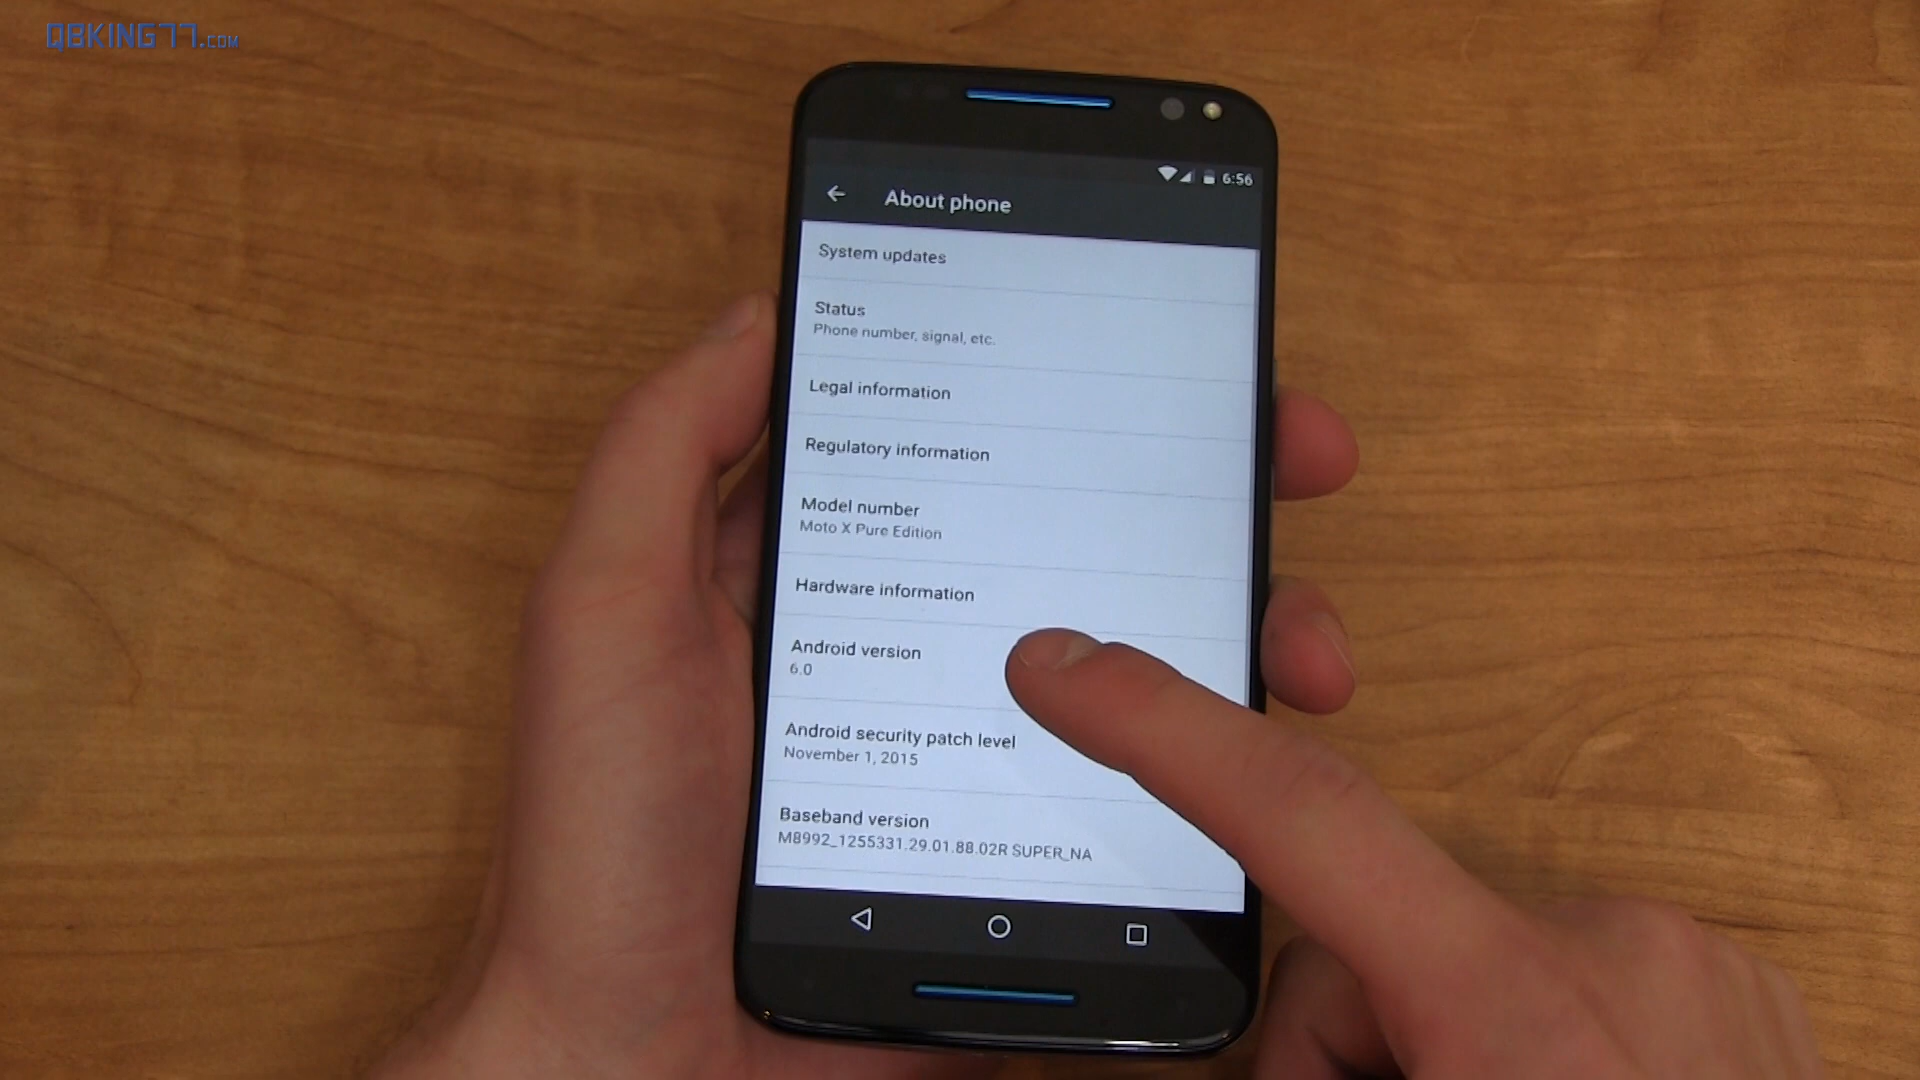 QBKING77.COM
6:56
About phone
System updates
Status
Phone number, signal, etc.
Legal information
Regulatory information
Model number
Moto X Pure Edition
Hardware information
Android version
6.0
Android security patch level
November 1, 2015
Baseband version
M8992_1255331.29.01.88.02R SUPER_NA